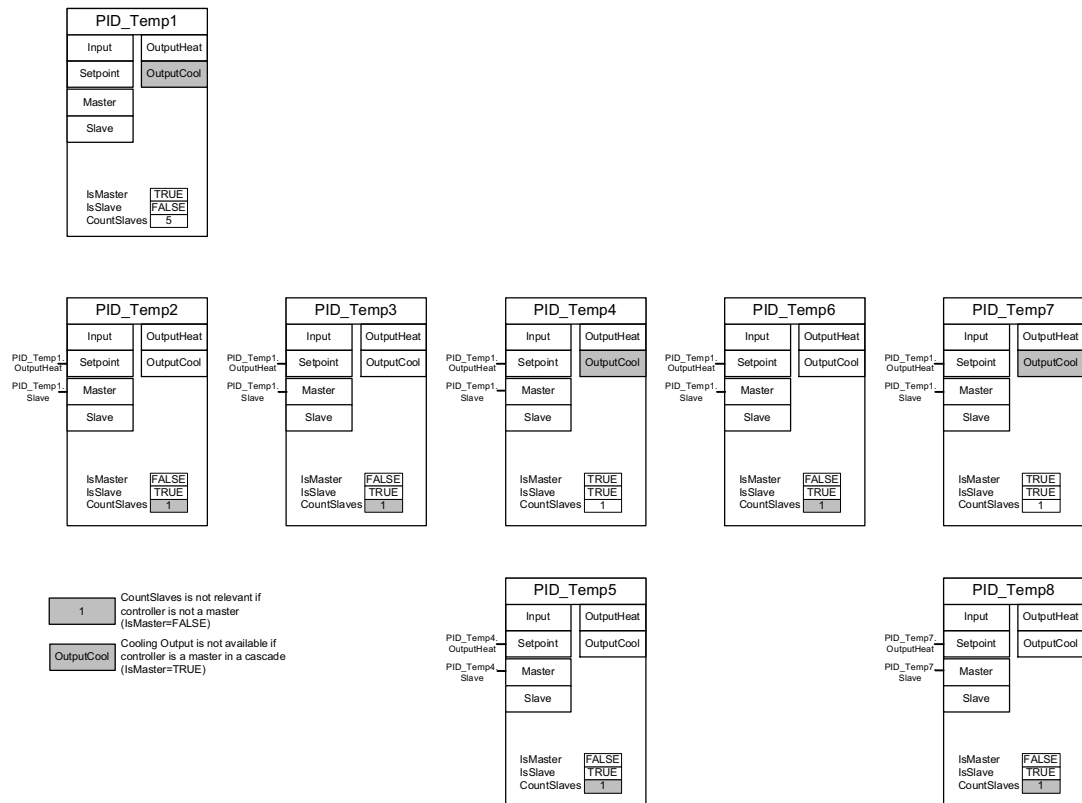 PID_Temp1
Input OutputHeat
Setpoint OutputCool
Master
Slave
IsMaster TRUE
IsSlave FALSE
CountSlaves 5
PID_Temp2
Input OutputHeat
PID_Temp1.
OutputHeat
Setpoint OutputCool
PID_Temp1.
Slave
Master
Slave
IsMaster FALSE
IsSlave TRUE
CountSlaves 1
PID_Temp3
Input OutputHeat
PID_Temp1.
OutputHeat
Setpoint OutputCool
PID_Temp1.
Slave
Master
Slave
IsMaster FALSE
IsSlave TRUE
CountSlaves 1
PID_Temp4
Input OutputHeat
PID_Temp1.
OutputHeat
Setpoint OutputCool
PID_Temp1.
Slave
Master
Slave
IsMaster TRUE
IsSlave TRUE
CountSlaves 1
PID_Temp6
Input OutputHeat
PID_Temp1.
OutputHeat
Setpoint OutputCool
PID_Temp1.
Slave
Master
Slave
IsMaster FALSE
IsSlave TRUE
CountSlaves 1
PID_Temp7
Input OutputHeat
PID_Temp1.
OutputHeat
Setpoint OutputCool
PID_Temp1.
Slave
Master
Slave
IsMaster TRUE
IsSlave TRUE
CountSlaves 1
1
CountSlaves is not relevant if
controller is not a master
(IsMaster=FALSE)
OutputCool
Cooling Output is not available if
controller is a master in a cascade
(IsMaster=TRUE)
PID_Temp5
Input OutputHeat
PID_Temp4.
OutputHeat
Setpoint OutputCool
PID_Temp4.
Slave
Master
Slave
IsMaster FALSE
IsSlave TRUE
CountSlaves 1
PID_Temp8
Input OutputHeat
PID_Temp7.
OutputHeat
Setpoint OutputCool
PID_Temp7
Slave
Master
Slave
IsMaster FALSE
IsSlave TRUE
CountSlaves 1